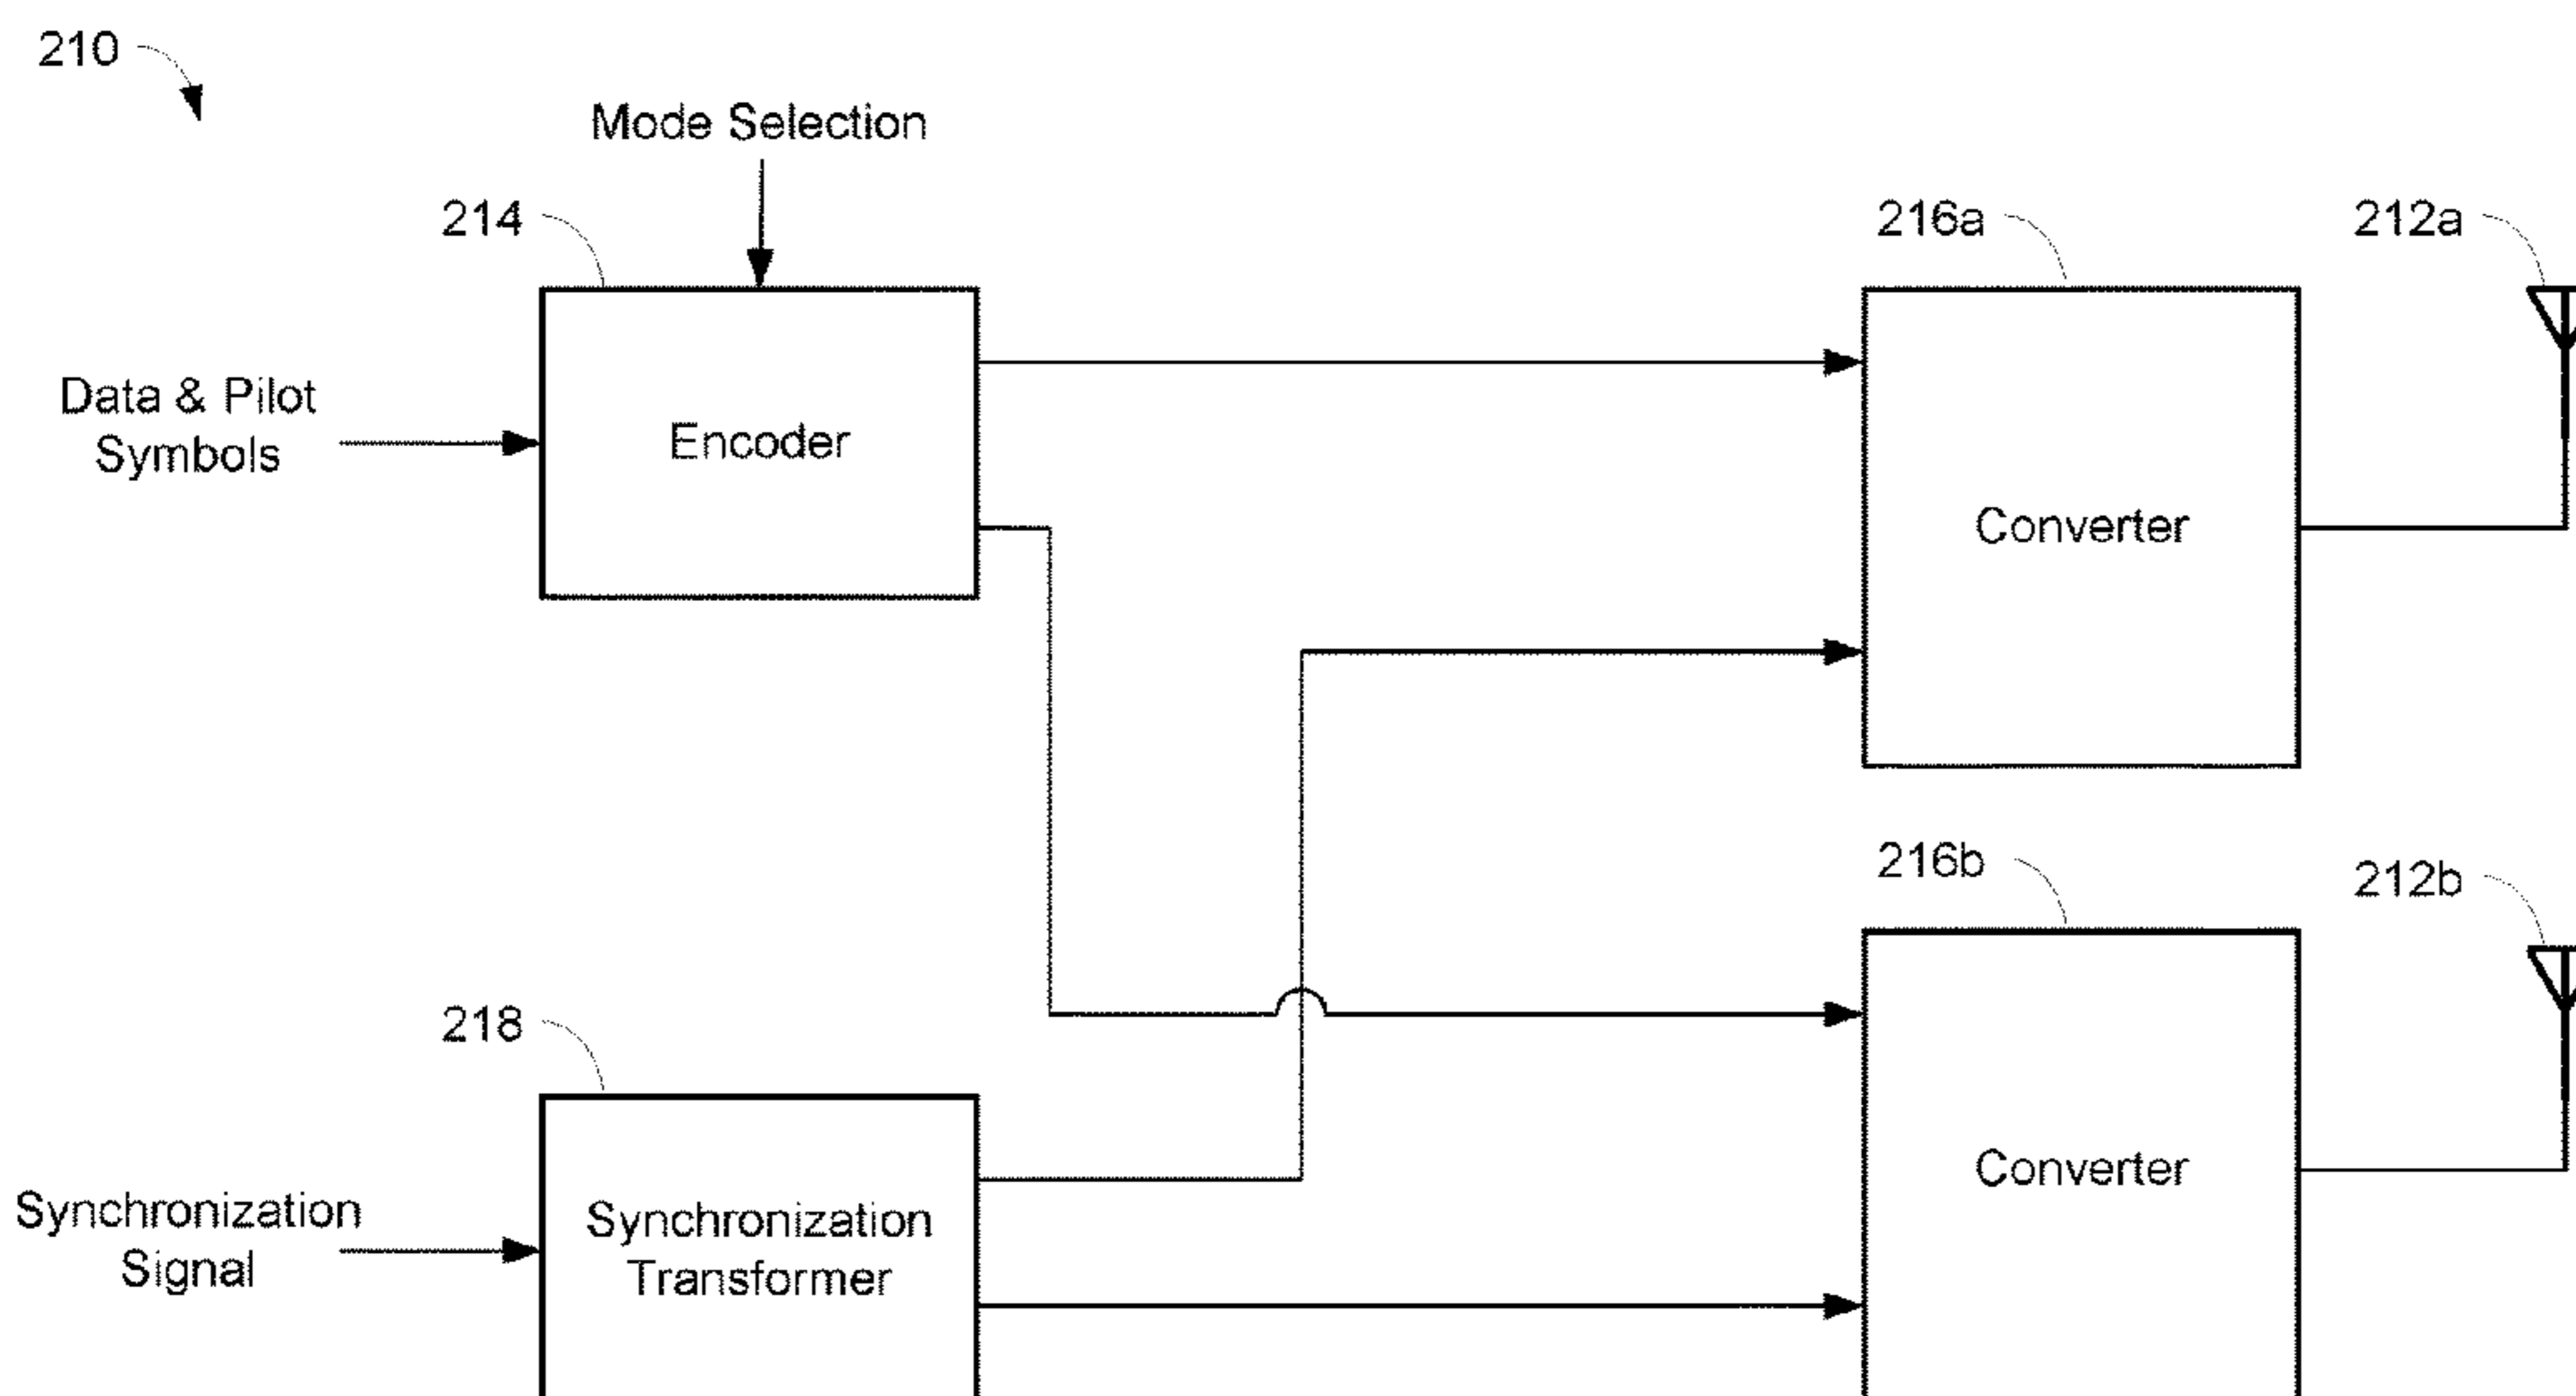 210
Mode Selection
214
216a
212a
Data & Pilot
Symbols
Encoder
Converter
216b
212b
218
Converter
Synchronization
Signal
Synchronization
Transformer